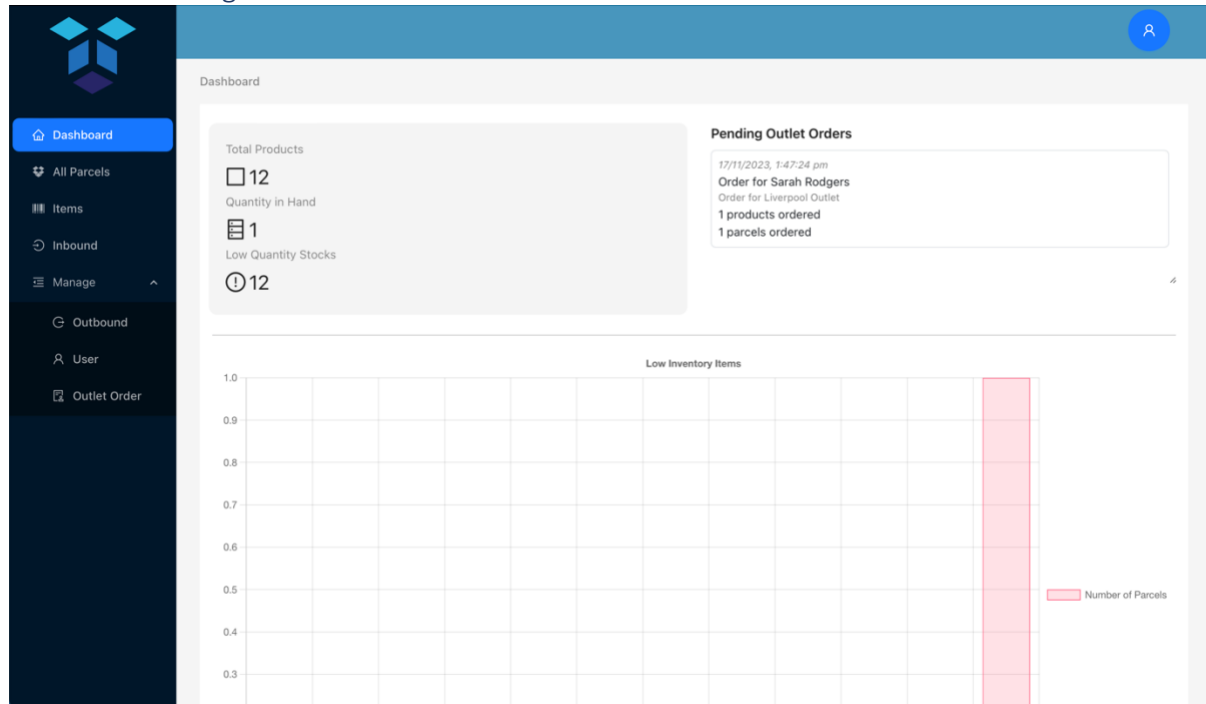 Dashboard
All Parcels
Items
Inbound
Manage
Outbound
User
Outlet Order
Dashboard
Total Products
12
Quantity in Hand
1
Low Quantity Stocks
12
Pending Outlet Orders
17/11/2023, 1:47:24 pm
Order for Sarah Rodgers
Order for Liverpool Outlet
1 products ordered
1 parcels ordered
Low Inventory Items
1.0
0.9
0.8
0.7
0.6
0.5
0.4
0.3
Number of Parcels